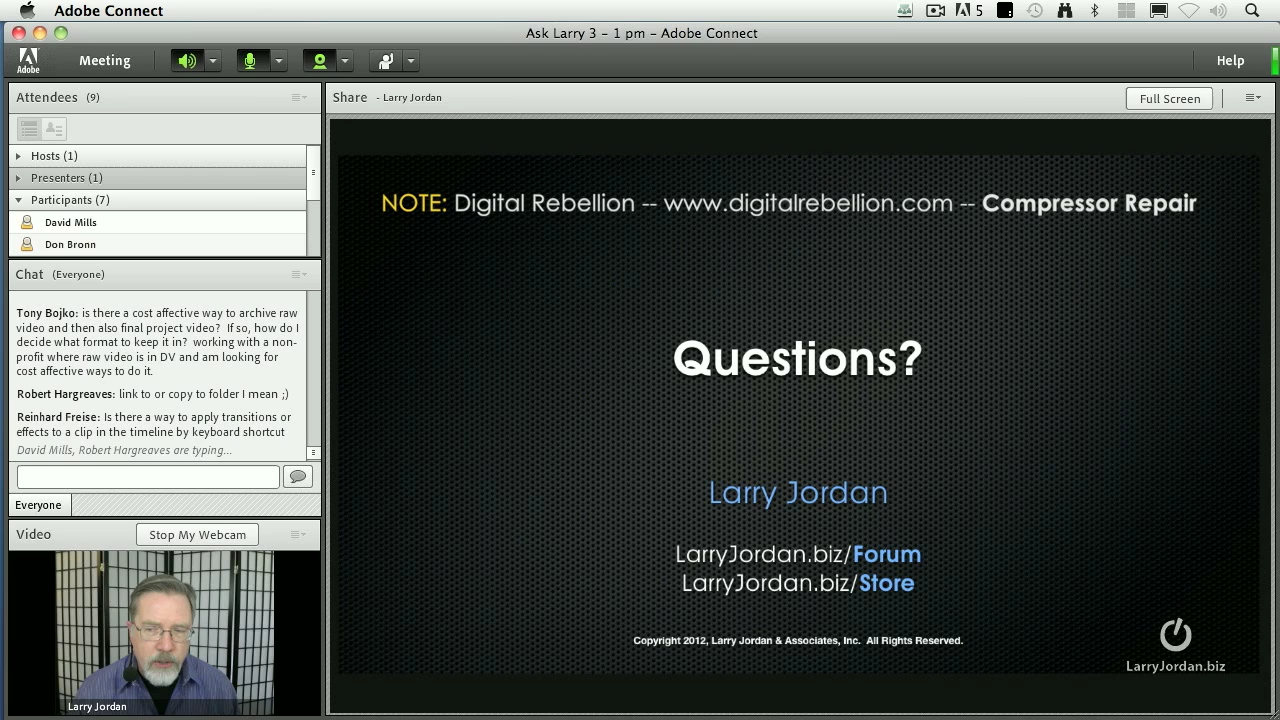 Adobe Connect
5
Ask Larry 3 – 1 pm – Adobe Connect
Adobe
Meeting
Help
Attendees (9)
Hosts (1)
Presenters (1)
Participants (7)
David Mills
Don Bronn
Chat (Everyone)
Tony Bojko: is there a cost affective way to archive raw
video and then also final project video? If so, how do I
decide what format to keep it in? working with a non-
profit where raw video is in DV and am looking for
cost affective ways to do it.
Robert Hargreaves: link to or copy to folder I mean ;)
Reinhard Freise: Is there a way to apply transitions or
effects to a clip in the timeline by keyboard shortcut
David Mills, Robert Hargreaves are typing...
Everyone
Video
Stop My Webcam
Larry Jordan
Share - Larry Jordan
Full Screen
NOTE: Digital Rebellion -- www.digitalrebellion.com -- Compressor Repair
Questions?
Larry Jordan
LarryJordan.biz/Forum
LarryJordan.biz/Store
Copyright 2012, Larry Jordan & Associates, Inc. All Rights Reserved.
LarryJordan.biz